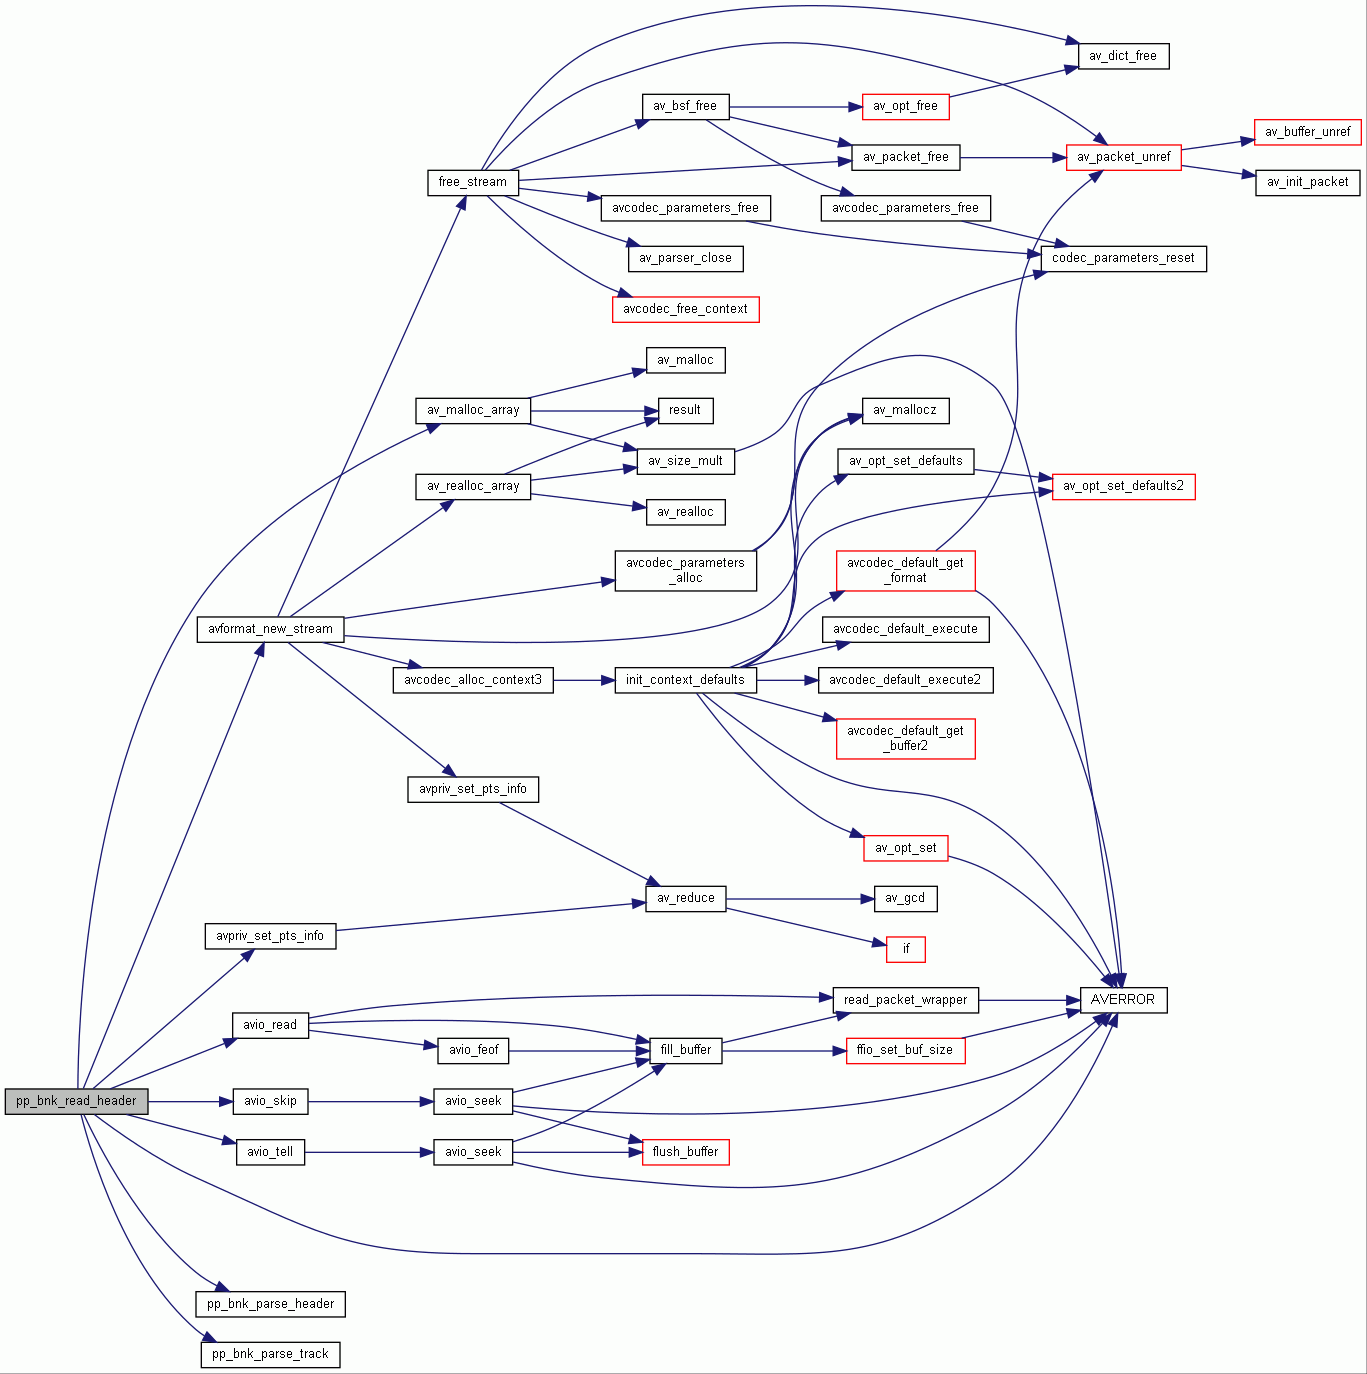 av_dict_free
av_bsf_free
av_opt_free
av_buffer_unref
av_packet_free
av_packet_unref
free_stream
av_init_packet
avcodec_parameters_free
avcodec_parameters_free
av_parser_close
codec_parameters_reset
avcodec_free_context
av_malloc
av_malloc_array
result
av_mallocz
av_size_mult
av_opt_set_defaults
av_realloc_array
av_opt_set_defaults2
av_realloc
avcodec_parameters
_alloc
avcodec_default_get
_format
avformat_new_stream
avcodec_default_execute
avcodec_alloc_context3
init_context_defaults
avcodec_default_execute2
avcodec_default_get
_buffer2
avpriv_set_pts_info
av_opt_set
av_reduce
av_gcd
avpriv_set_pts_info
if
read_packet_wrapper
AVERROR
avio_read
avio_feof
fill_buffer
ffio_set_buf_size
pp_bnk_read_header
avio_skip
avio_seek
avio_tell
avio_seek
flush_buffer
pp_bnk_parse_header
pp_bnk_parse_track